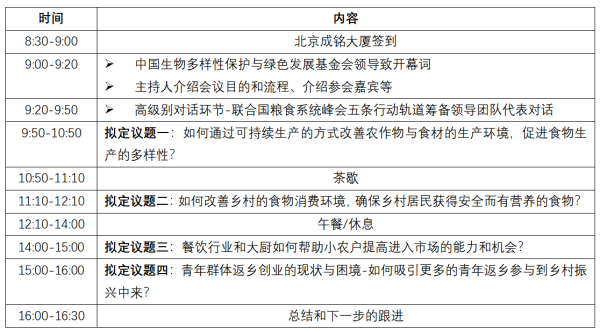 时间 内容
8:30-9:00 北京成铭大厦签到
9:00-9:20 ➢ 中国生物多样性保护与绿色发展基金会领导致开幕词
➢ 主持人介绍会议目的和流程、介绍参会嘉宾等
9:20-9:50 ➢ 高级别对话环节-联合国粮食系统峰会五条行动轨道筹备领导团队代表对话
9:50-10:50 拟定议题一：如何通过可持续生产的方式改善农作物与食材的生产环境，促进食物生
产的多样性？
10:50-11:10 茶歇
11:10-12:10 拟定议题二：如何改善乡村的食物消费环境，确保乡村居民获得安全而有营养的食物？
12:10-14:00 午餐/休息
14:00-15:00 拟定议题三：餐饮行业和大厨如何帮助小农户提高进入市场的能力和机会？
15:00-16:00 拟定议题四：青年群体返乡创业的现状与困境-如何吸引更多的青年返乡参与到乡村振
兴中来？
16:00-16:30 总结和下一步的跟进